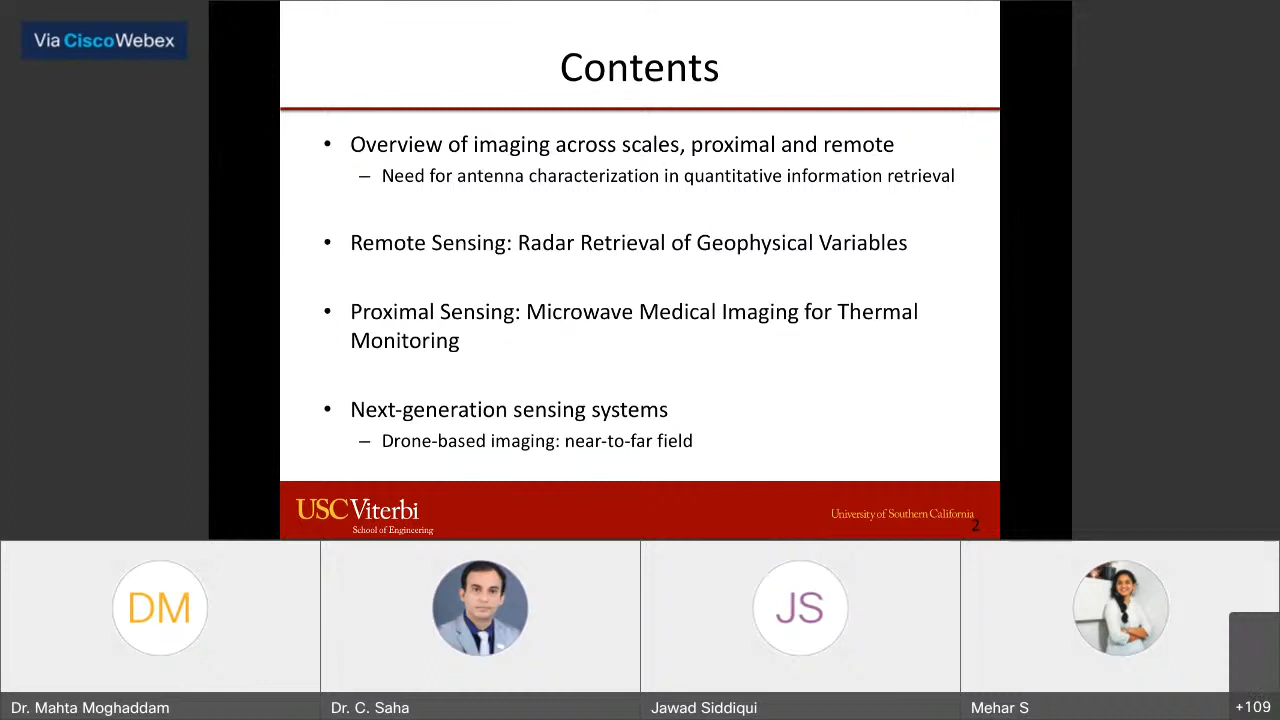 Via CiscoWebex
Contents
• Overview of imaging across scales, proximal and remote
– Need for antenna characterization in quantitative information retrieval
• Remote Sensing: Radar Retrieval of Geophysical Variables
• Proximal Sensing: Microwave Medical Imaging for Thermal
Monitoring
• Next-generation sensing systems
– Drone-based imaging: near-to-far field
USC Viterbi
School of Engineering
University of Southern California
2
DM
JS
Dr. Mahta Moghaddam
Dr. C. Saha
Jawad Siddiqui
Mehar S
+109